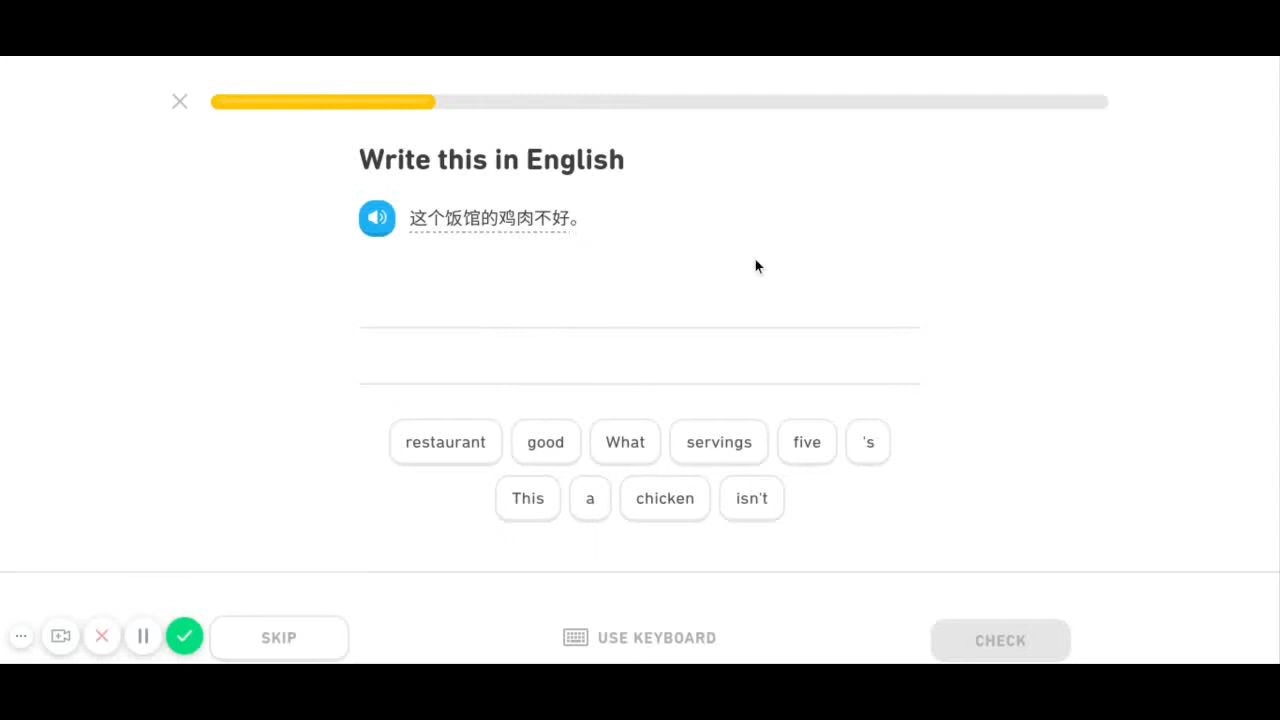 Write this in English
这个饭馆的鸡肉不好。
restaurant good What servings five 's
This a chicken isn't
SKIP USE KEYBOARD CHECK